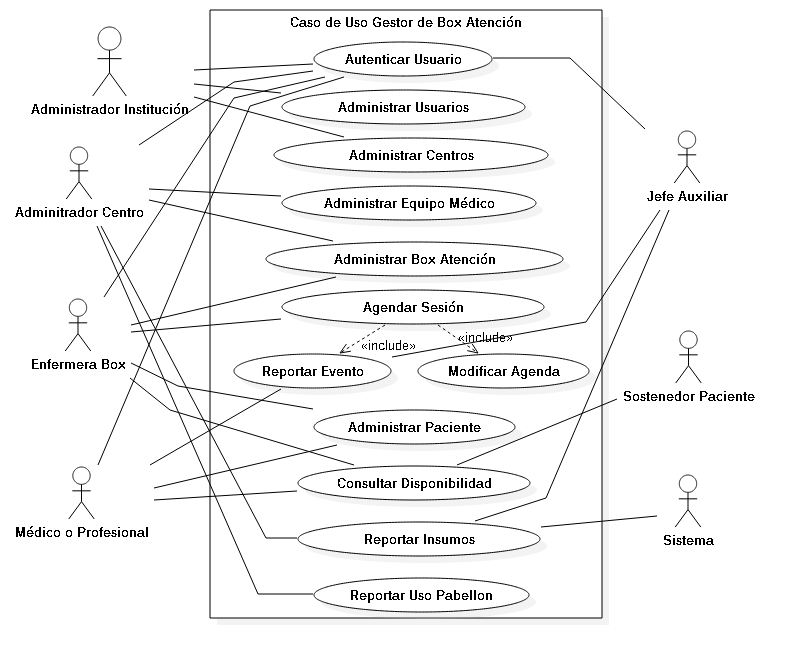 Caso de Uso Gestor de Box Atención
Autenticar Usuario
Administrador Institución
Administrar Usuarios
Administrar Centros
Jefe Auxiliar
Adminitrador Centro
Administrar Equipo Médico
Administrar Box Atención
Agendar Sesión
«include»
«include»
Enfermera Box
Reportar Evento
Modificar Agenda
Sostenedor Paciente
Administrar Paciente
Consultar Disponibilidad
Médico o Profesional
Reportar Insumos
Sistema
Reportar Uso Pabellon